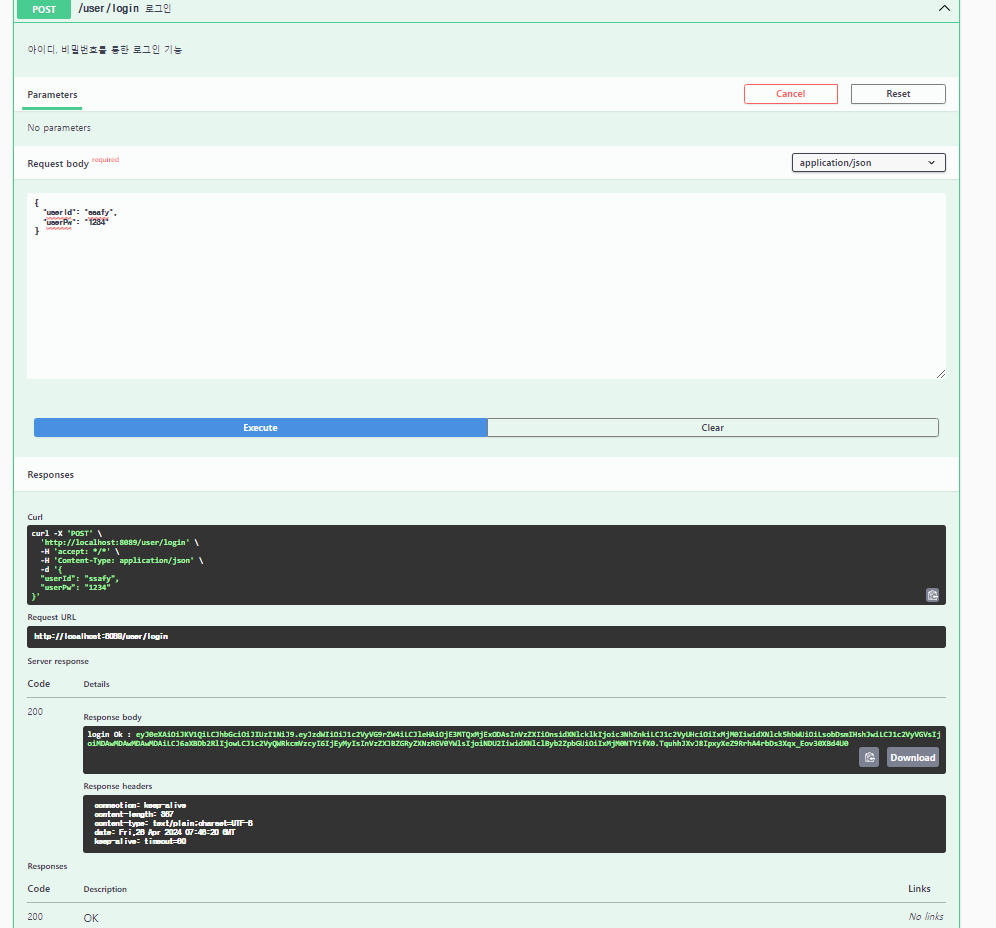 POST /user/login 로그인
아이디, 비밀번호를 통한 로그인 기능
Parameters
Cancel
Reset
No parameters
Request body required
application/json
{
"userId": "ssafy",
"userPw": "1234"
}
Execute
Clear
Responses
Curl
curl -X 'POST' \
'http://localhost:8089/user/login' \
-H 'accept: */*' \
-H 'Content-Type: application/json' \
-d '{
"userId": "ssafy",
"userPw": "1234"
}'
Request URL
http://localhost:8089/user/login
Server response
Code Details
200
Response body
login Ok :
Download
Response headers
connection: keep-alive
content-length: 367
content-type: text/plain;charset=UTF-8
date: Fri,26 Apr 2024 07:46:20 GMT
keep-alive: timeout=60
Responses
Code Description Links
200 OK No links